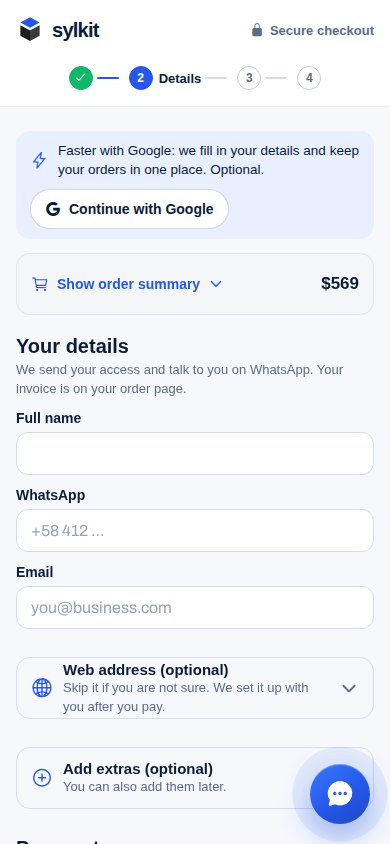 sylkit
Secure checkout
2 Details 3 4
Faster with Google: we fill in your details and keep
your orders in one place. Optional.
Continue with Google
Show order summary $569
Your details
We send your access and talk to you on WhatsApp. Your
invoice is on your order page.
Full name
WhatsApp
+58 412 ...
Email
you@business.com
Web address (optional)
Skip it if you are not sure. We set it up with
you after you pay.
Add extras (optional)
You can also add them later.